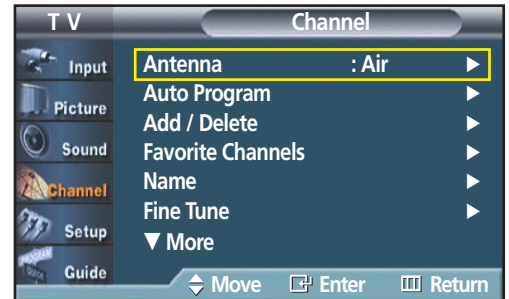 T V
Channel
Input
Picture
Sound
Channel
Setup
Guide
Antenna : Air ▶
Auto Program ▶
Add / Delete ▶
Favorite Channels ▶
Name ▶
Fine Tune ▶
▼ More
Move Enter Return